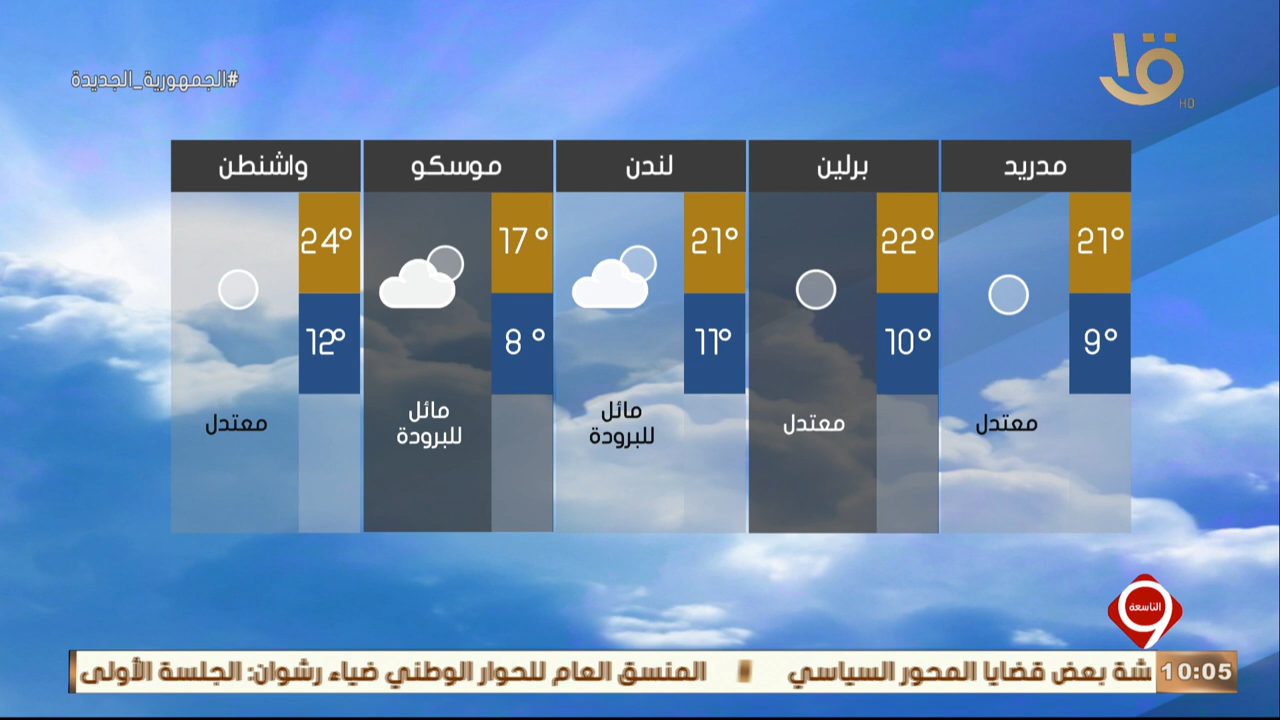 #الجمهورية_الجديدة
HD
مدريد
21°
9°
معتدل
برلين
22°
10°
معتدل
لندن
21°
11°
مائل
للبرودة
موسكو
17°
8°
مائل
للبرودة
واشنطن
24°
12°
معتدل
التاسعة
9
10:05
شة بعض قضايا المحور السياسي المنسق العام للحوار الوطني ضياء رشوان: الجلسة الأولى